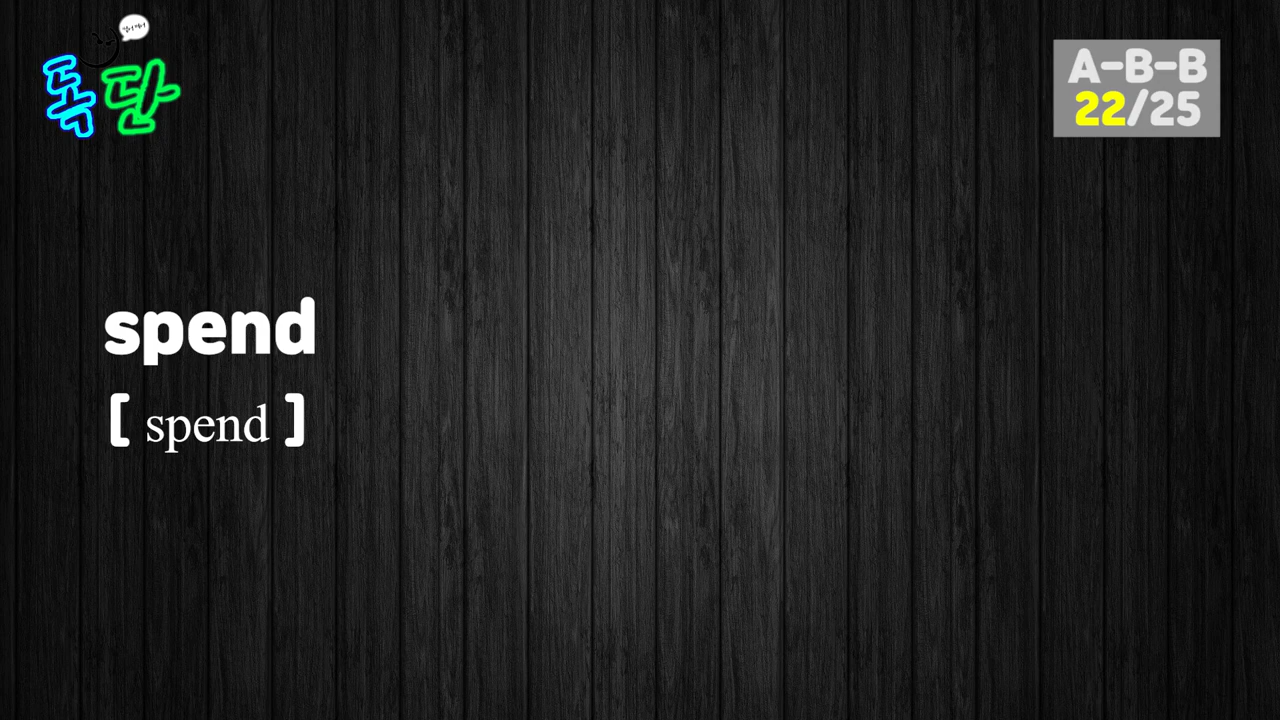 독단
A-B-B
22/25
spend
[ spend ]